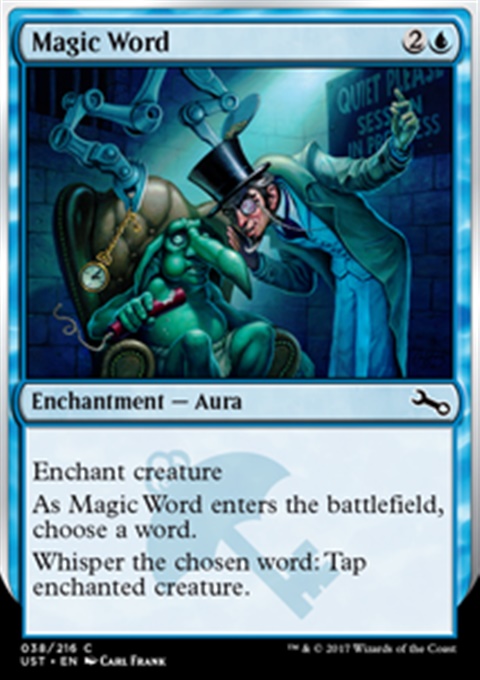 Magic Word 2
QUIET PLEASE
SESSION
IN PROGRESS
Enchantment — Aura
Enchant creature
As Magic Word enters the battlefield,
choose a word.
Whisper the chosen word: Tap
enchanted creature.
038/216 C
UST • EN Carl Frank
™ & © 2017 Wizards of the Coast